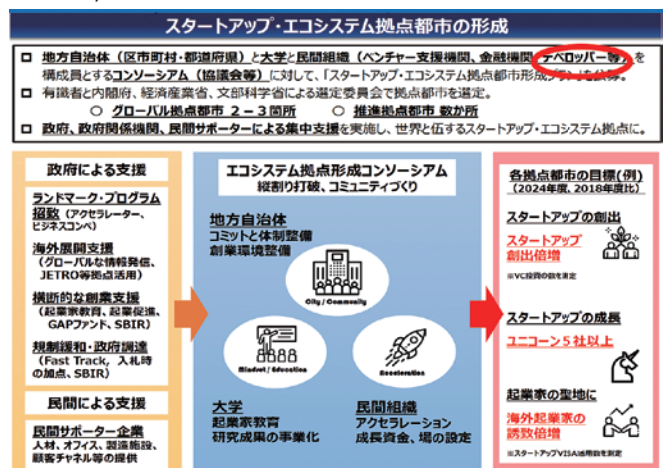 スタートアップ・エコシステム拠点都市の形成
□ 地方自治体（区市町村・都道府県）と大学と民間組織（ベンチャー支援機関、金融機関、デベロッパー等）を
構成員とするコンソーシアム（協議会等）に対して、「スタートアップ・エコシステム拠点都市形成プラン」を公募。
□ 有識者と内閣府、経済産業省、文部科学省による選定委員会で拠点都市を選定。
○ グローバル拠点都市 2－3箇所 ○ 推進拠点都市 数か所
□ 政府、政府関係機関、民間サポーターによる集中支援を実施し、世界と伍するスタートアップ・エコシステム拠点に。
政府による支援
ランドマーク・プログラム
招致（アクセラレーター、
ビジネスコンペ）
海外展開支援
（グローバルな情報発信、
JETRO等拠点活用）
横断的な創業支援
（起業家教育、起業促進、
GAPファンド、SBIR）
規制緩和・政府調達
（Fast Track，入札時
の加点、SBIR）
民間による支援
民間サポーター企業
人材、オフィス、製造施設、
顧客チャネル等の提供
エコシステム拠点形成コンソーシアム
縦割り打破、コミュニティづくり
地方自治体
コミットと体制整備
創業環境整備
City / Community
Mindset / Education
Acceleration
大学
起業家教育
研究成果の事業化
民間組織
アクセラレーション
成長資金、場の設定
各拠点都市の目標(例)
（2024年度、2018年度比）
スタートアップの創出
スタートアップ
創出倍増
※VC投資の数を測定
スタートアップの成長
ユニコーン５社以上
起業家の聖地に
海外起業家の
誘致倍増
※スタートアップVISA活用数を測定